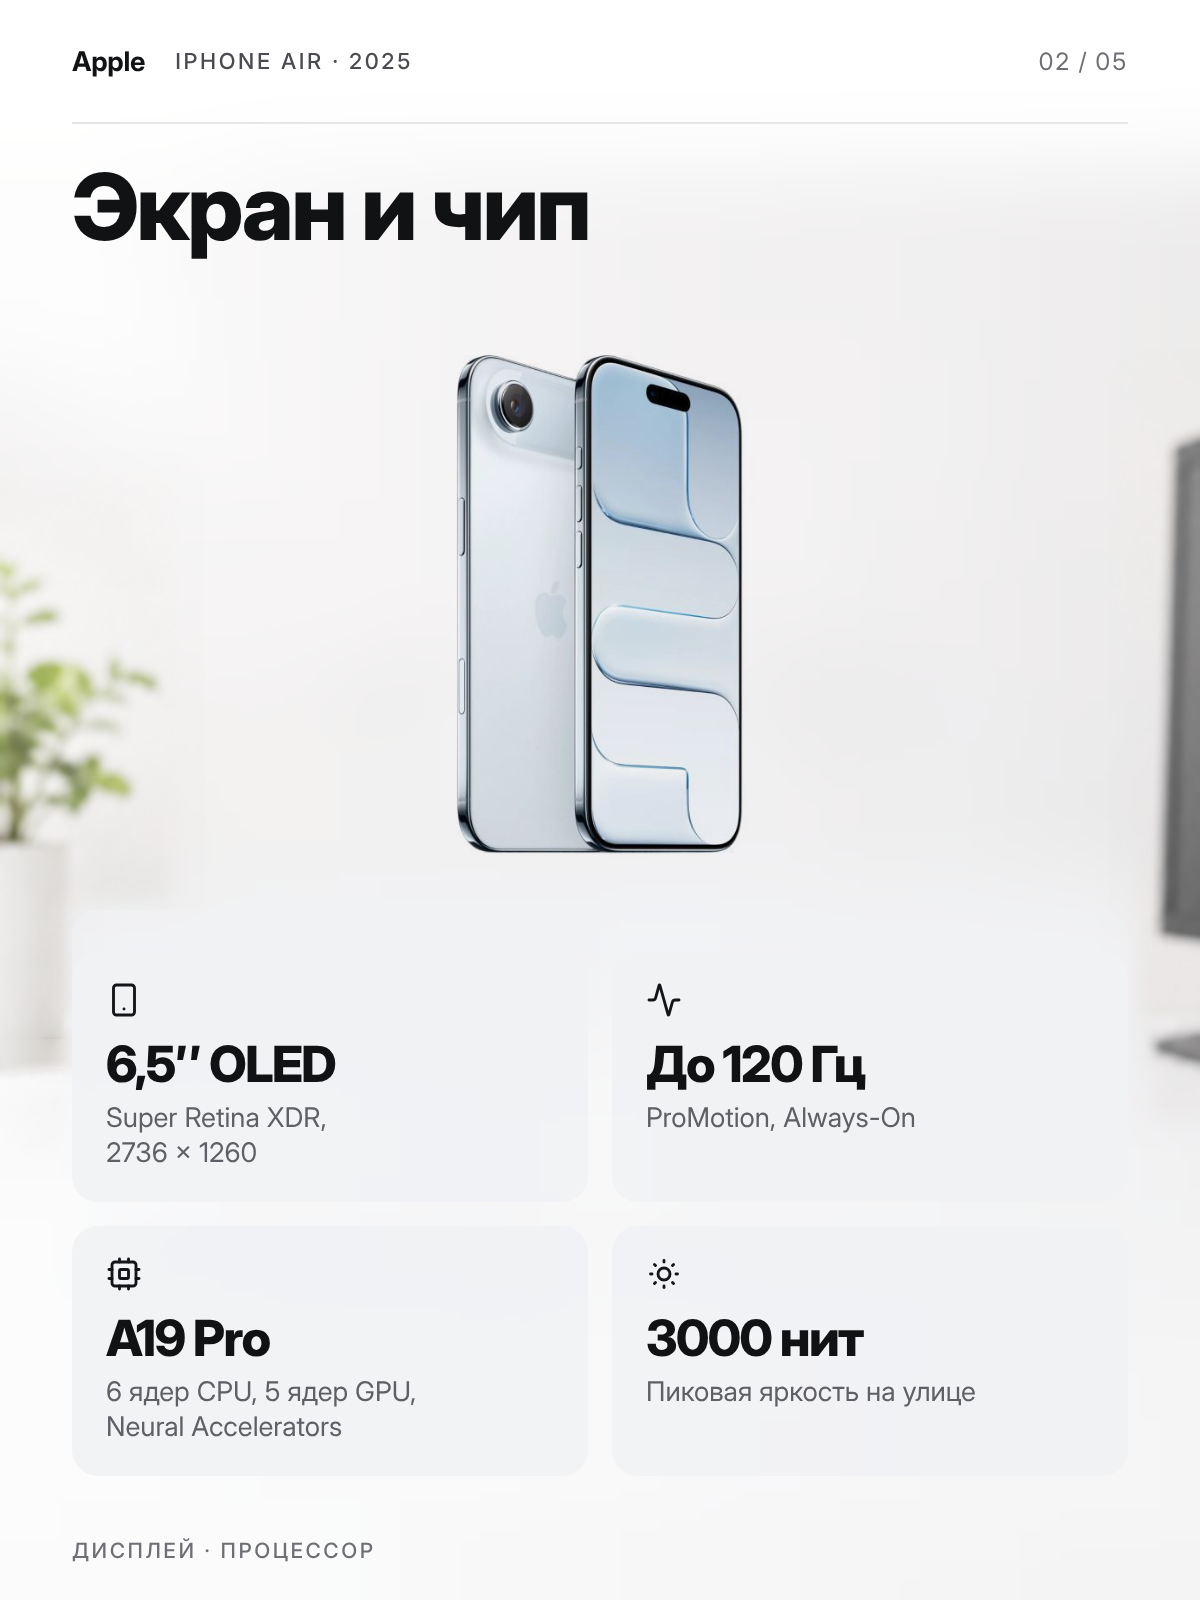 Apple IPHONE AIR · 2025 02 / 05
Экран и чип
6,5′′ OLED
Super Retina XDR,
2736 × 1260
До 120 Гц
ProMotion, Always-On
A19 Pro
6 ядер CPU, 5 ядер GPU,
Neural Accelerators
3000 нит
Пиковая яркость на улице
ДИСПЛЕЙ · ПРОЦЕССОР